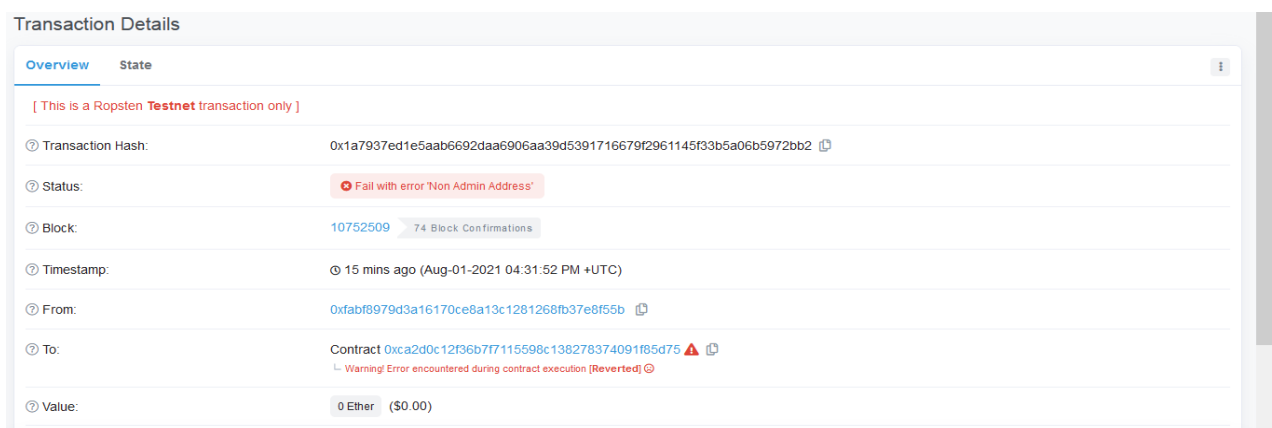 Transaction Details
Overview State
[ This is a Ropsten Testnet transaction only ]
Transaction Hash: 0x1a7937ed1e5aab6692daa6906aa39d5391716679f2961145f33b5a06b5972bb2
Status: Fail with error 'Non Admin Address'
Block: 10752509 74 Block Confirmations
Timestamp: 15 mins ago (Aug-01-2021 04:31:52 PM +UTC)
From: 0xfabf8979d3a16170ce8a13c1281268fb37e8f55b
To: Contract 0xca2d0c12f36b7f7115598c138278374091f85d75
Warning! Error encountered during contract execution [Reverted]
Value: 0 Ether ($0.00)